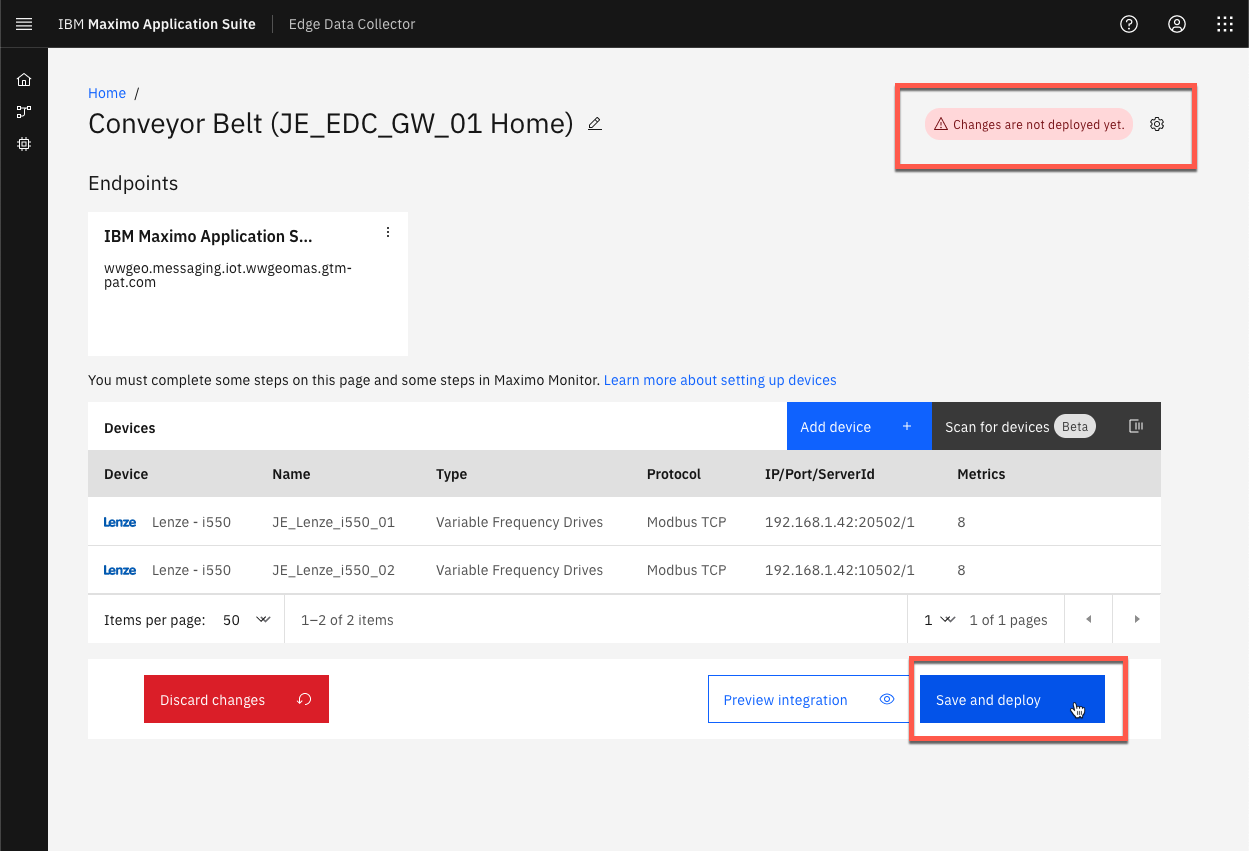 IBM Maximo Application Suite Edge Data Collector
Home /
Conveyor Belt (JE_EDC_GW_01 Home)
Changes are not deployed yet.
Endpoints
IBM Maximo Application S...
wwgeo.messaging.iot.wwgeomas.gtm-
pat.com
You must complete some steps on this page and some steps in Maximo Monitor. Learn more about setting up devices
Devices Add device + Scan for devices Beta
Device Name Type Protocol IP/Port/ServerId Metrics
Lenze Lenze - i550 JE_Lenze_i550_01 Variable Frequency Drives Modbus TCP 192.168.1.42:20502/1 8
Lenze Lenze - i550 JE_Lenze_i550_02 Variable Frequency Drives Modbus TCP 192.168.1.42:10502/1 8
Items per page: 50 1–2 of 2 items 1 1 of 1 pages
Discard changes Preview integration Save and deploy